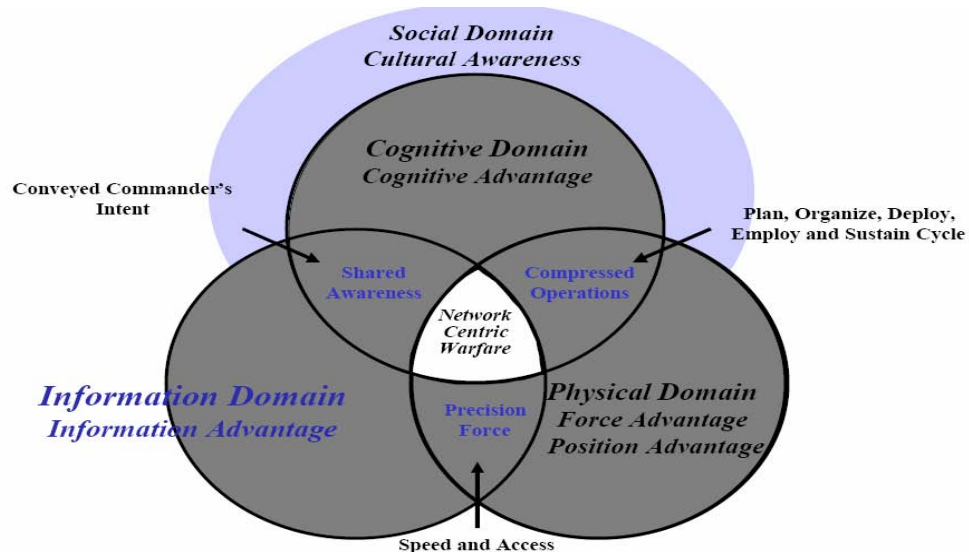 Social Domain
Cultural Awareness
Cognitive Domain
Cognitive Advantage
Conveyed Commander's
Intent
Plan, Organize, Deploy,
Employ and Sustain Cycle
Shared
Awareness
Compressed
Operations
Network
Centric
Warfare
Information Domain
Information Advantage
Precision
Force
Physical Domain
Force Advantage
Position Advantage
Speed and Access